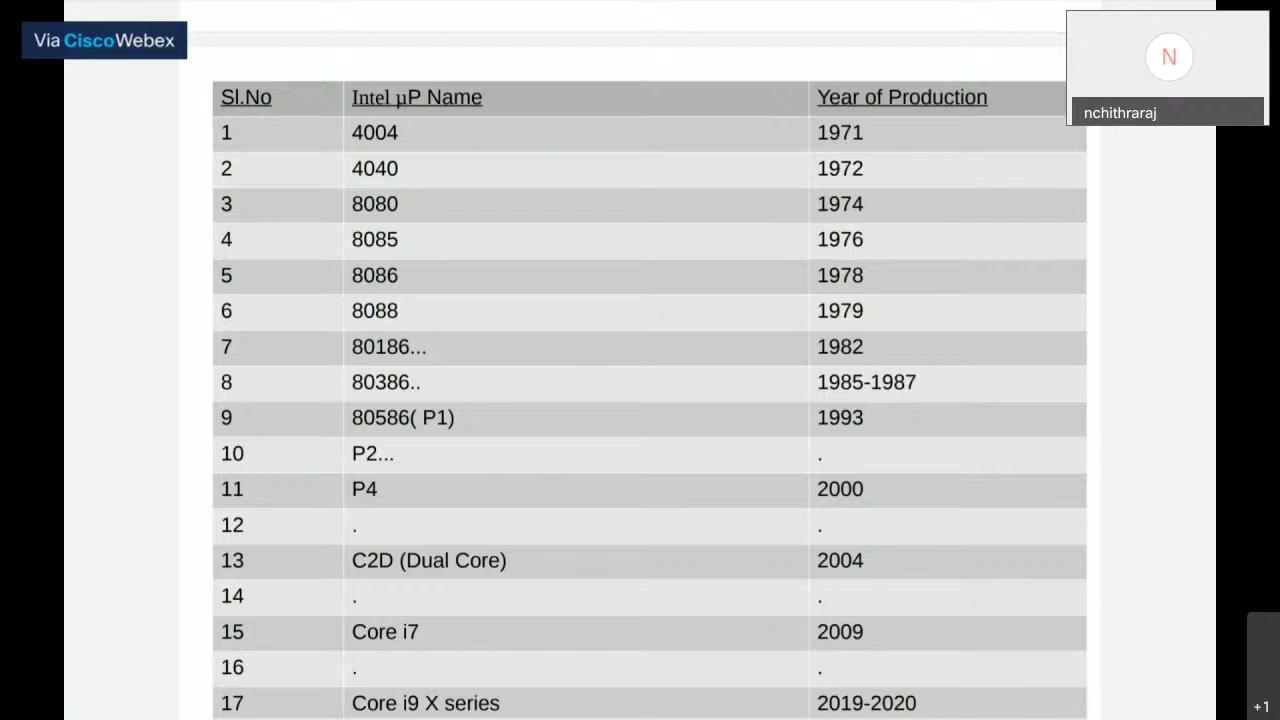 Via Cisco Webex
N
nchithraraj
Sl.No Intel µP Name Year of Production
1 4004 1971
2 4040 1972
3 8080 1974
4 8085 1976
5 8086 1978
6 8088 1979
7 80186... 1982
8 80386.. 1985-1987
9 80586( P1) 1993
10 P2... .
11 P4 2000
12 . .
13 C2D (Dual Core) 2004
14 . .
15 Core i7 2009
16 . .
17 Core i9 X series 2019-2020
+1